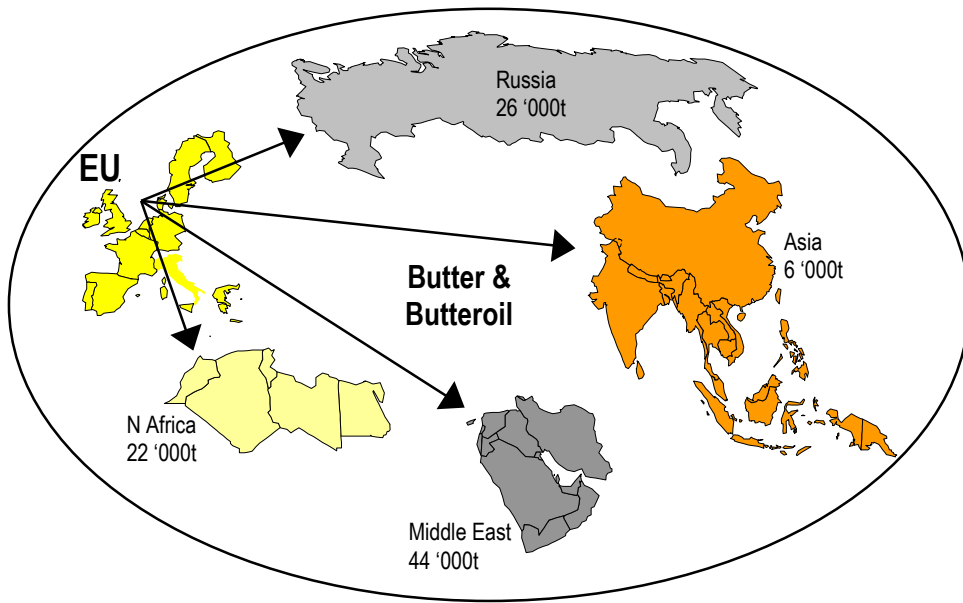 Russia
26 ‘000t
EU
Asia
6 ‘000t
Butter &
Butteroil
N Africa
22 ‘000t
Middle East
44 ‘000t